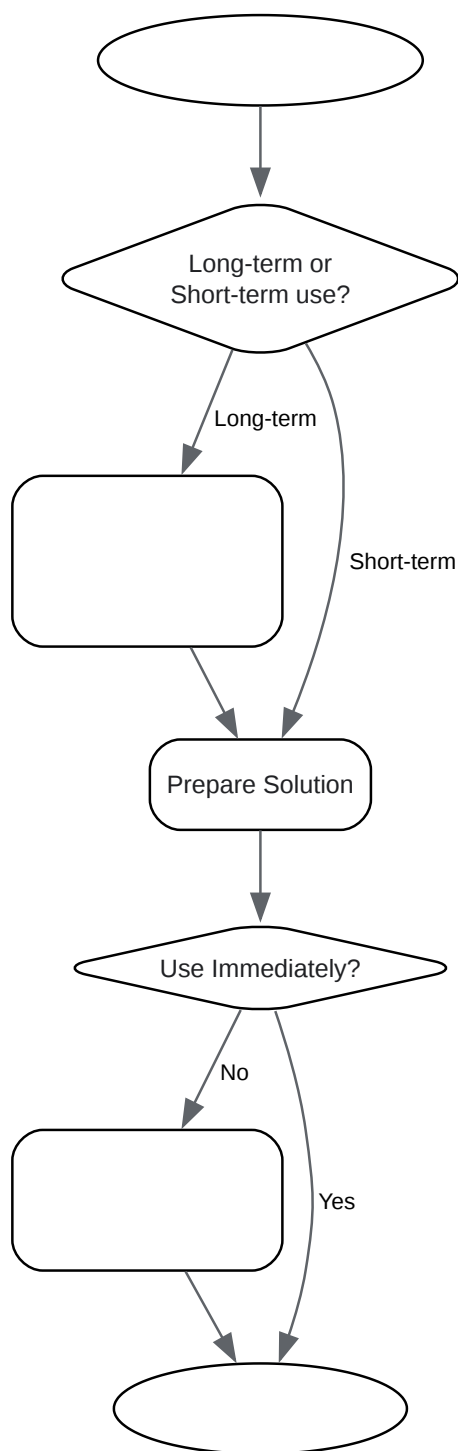 Long-term or
Short-term use?
Long-term
Short-term
Prepare Solution
Use Immediately?
No
Yes